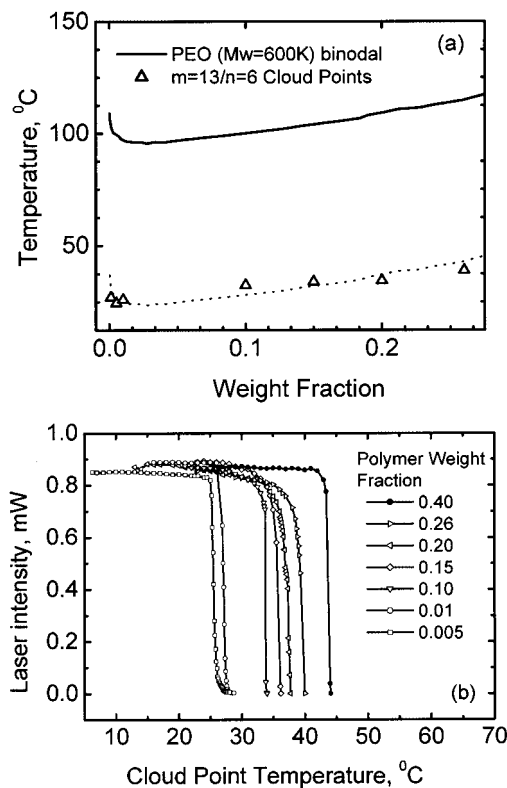 150
(a)
PEO (Mw=600K) binodal
m=13/n=6 Cloud Points
100
50
0.0
0.1
0.2
Temperature, ⁰C
Weight Fraction
1.0
0.8
0.6
0.4
0.2
0.0
Laser intensity, mW
Polymer Weight
Fraction
0.40
0.26
0.20
0.15
0.10
0.01
0.005
(b)
10
20
30
40
50
60
70
Cloud Point Temperature, ⁰C